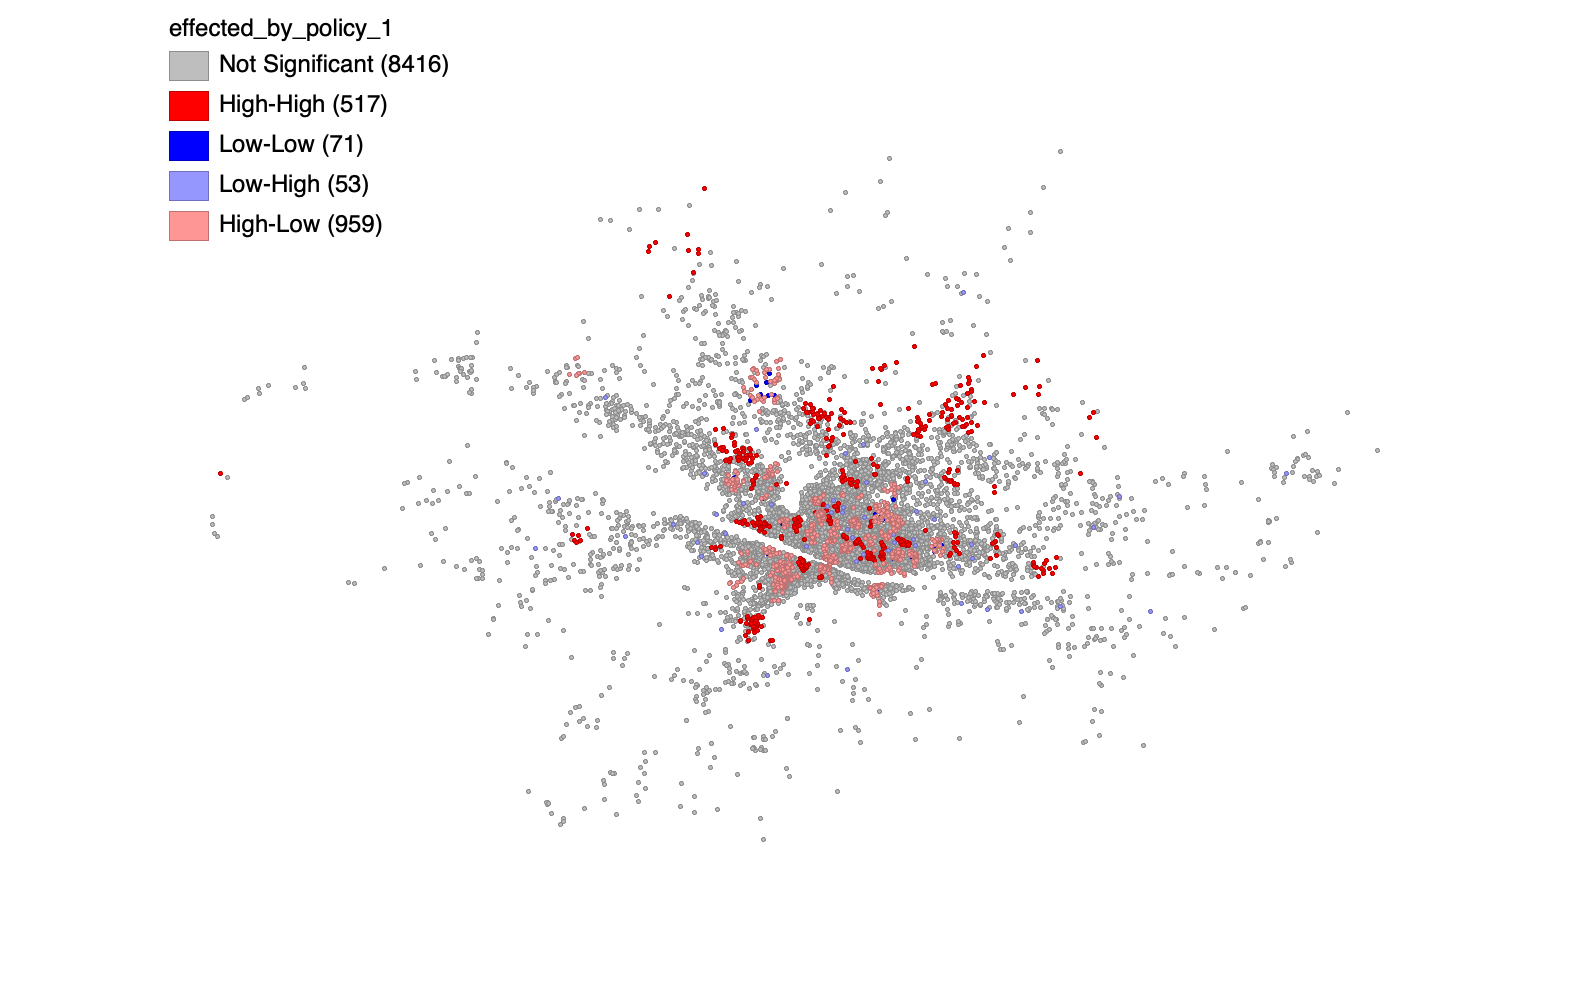 effected_by_policy_1
Not Significant (8416)
High-High (517)
Low-Low (71)
Low-High (53)
High-Low (959)